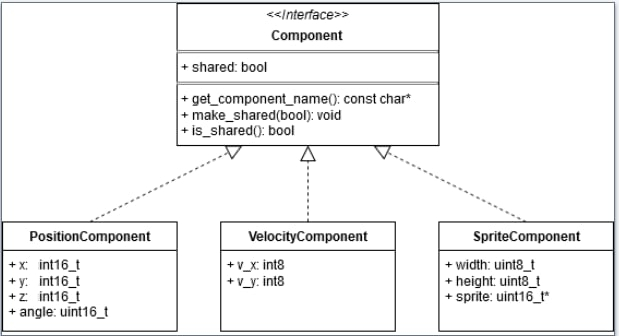 <<Interface>>
Component
+ shared: bool
+ get_component_name(): const char*
+ make_shared(bool): void
+ is_shared(): bool
PositionComponent
+ x: int16_t
+ y: int16_t
+ z: int16_t
+ angle: uint16_t
VelocityComponent
+ v_x: int8
+ v_y: int8
SpriteComponent
+ width: uint8_t
+ height: uint8_t
+ sprite: uint16_t*